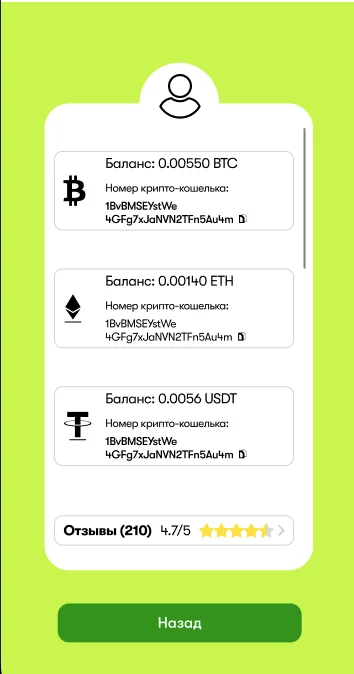 Баланс: 0.00550 BTC
Номер крипто-кошелька:
1BvBMSEYstWe
4GFg7xJaNVN2TFn5Au4m
Баланс: 0.00140 ETH
Номер крипто-кошелька:
1BvBMSEYstWe
4GFg7xJaNVN2TFn5Au4m
Баланс: 0.0056 USDT
Номер крипто-кошелька:
1BvBMSEYstWe
4GFg7xJaNVN2TFn5Au4m
Отзывы (210) 4.7/5
Назад